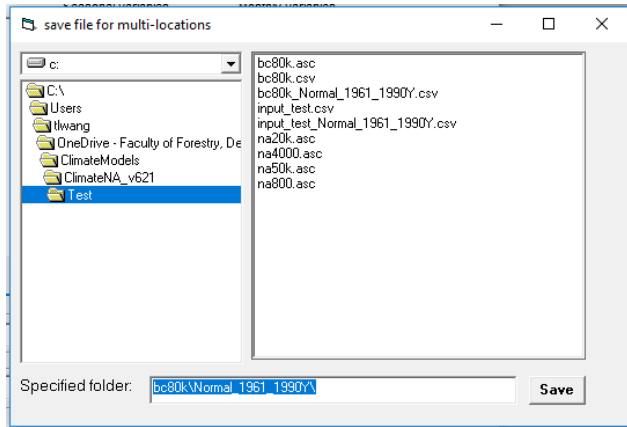 save file for multi-locations
c:
C:\
Users
tlwang
OneDrive - Faculty of Forestry, De
ClimateModels
ClimateNA_v621
Test
bc80k.asc
bc80k.csv
bc80k_Normal_1961_1990Y.csv
input_test.csv
input_test_Normal_1961_1990Y.csv
na20k.asc
na4000.asc
na50k.asc
na800.asc
Specified folder: bc80k\Normal_1961_1990Y\ Save